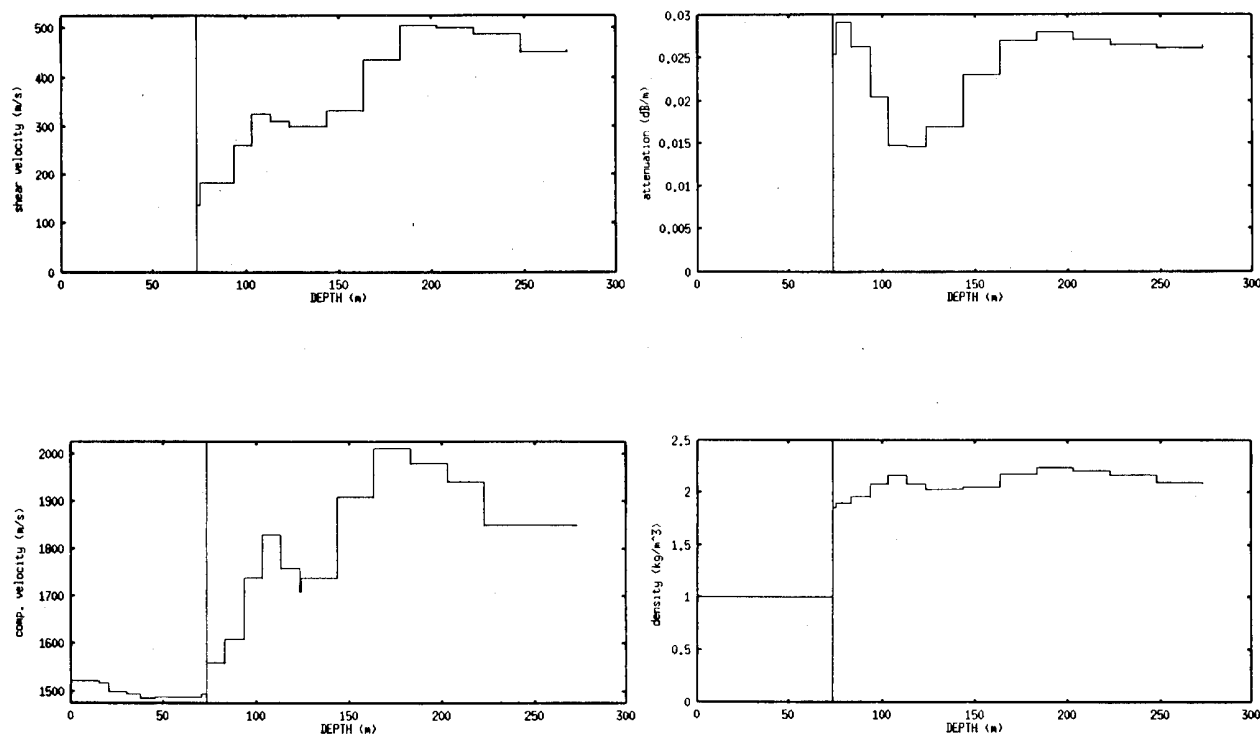 500
400
300
200
100
0
shear velocity (m/s)
0 50 100 150 200 250 300
DEPTH (m)
0.03
0.025
0.02
0.015
0.01
0.005
0
attenuation (dB/m)
0 50 100 150 200 250 300
DEPTH (m)
2000
1900
1800
1700
1600
1500
comp. velocity (m/s)
0 50 100 150 200 250 300
DEPTH (m)
2.5
2
1.5
1
0.5
0
density (kg/m^3)
0 50 100 150 200 250 300
DEPTH (m)